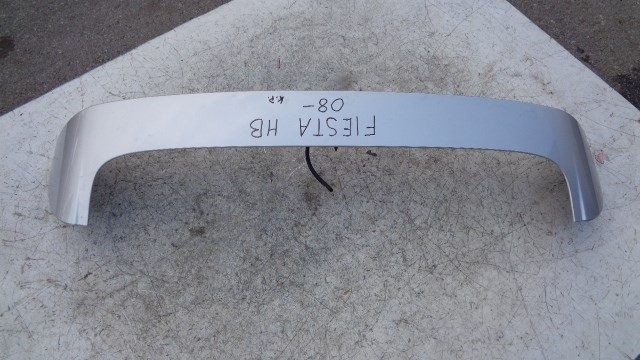 FIESTA HB
08-
K.P.